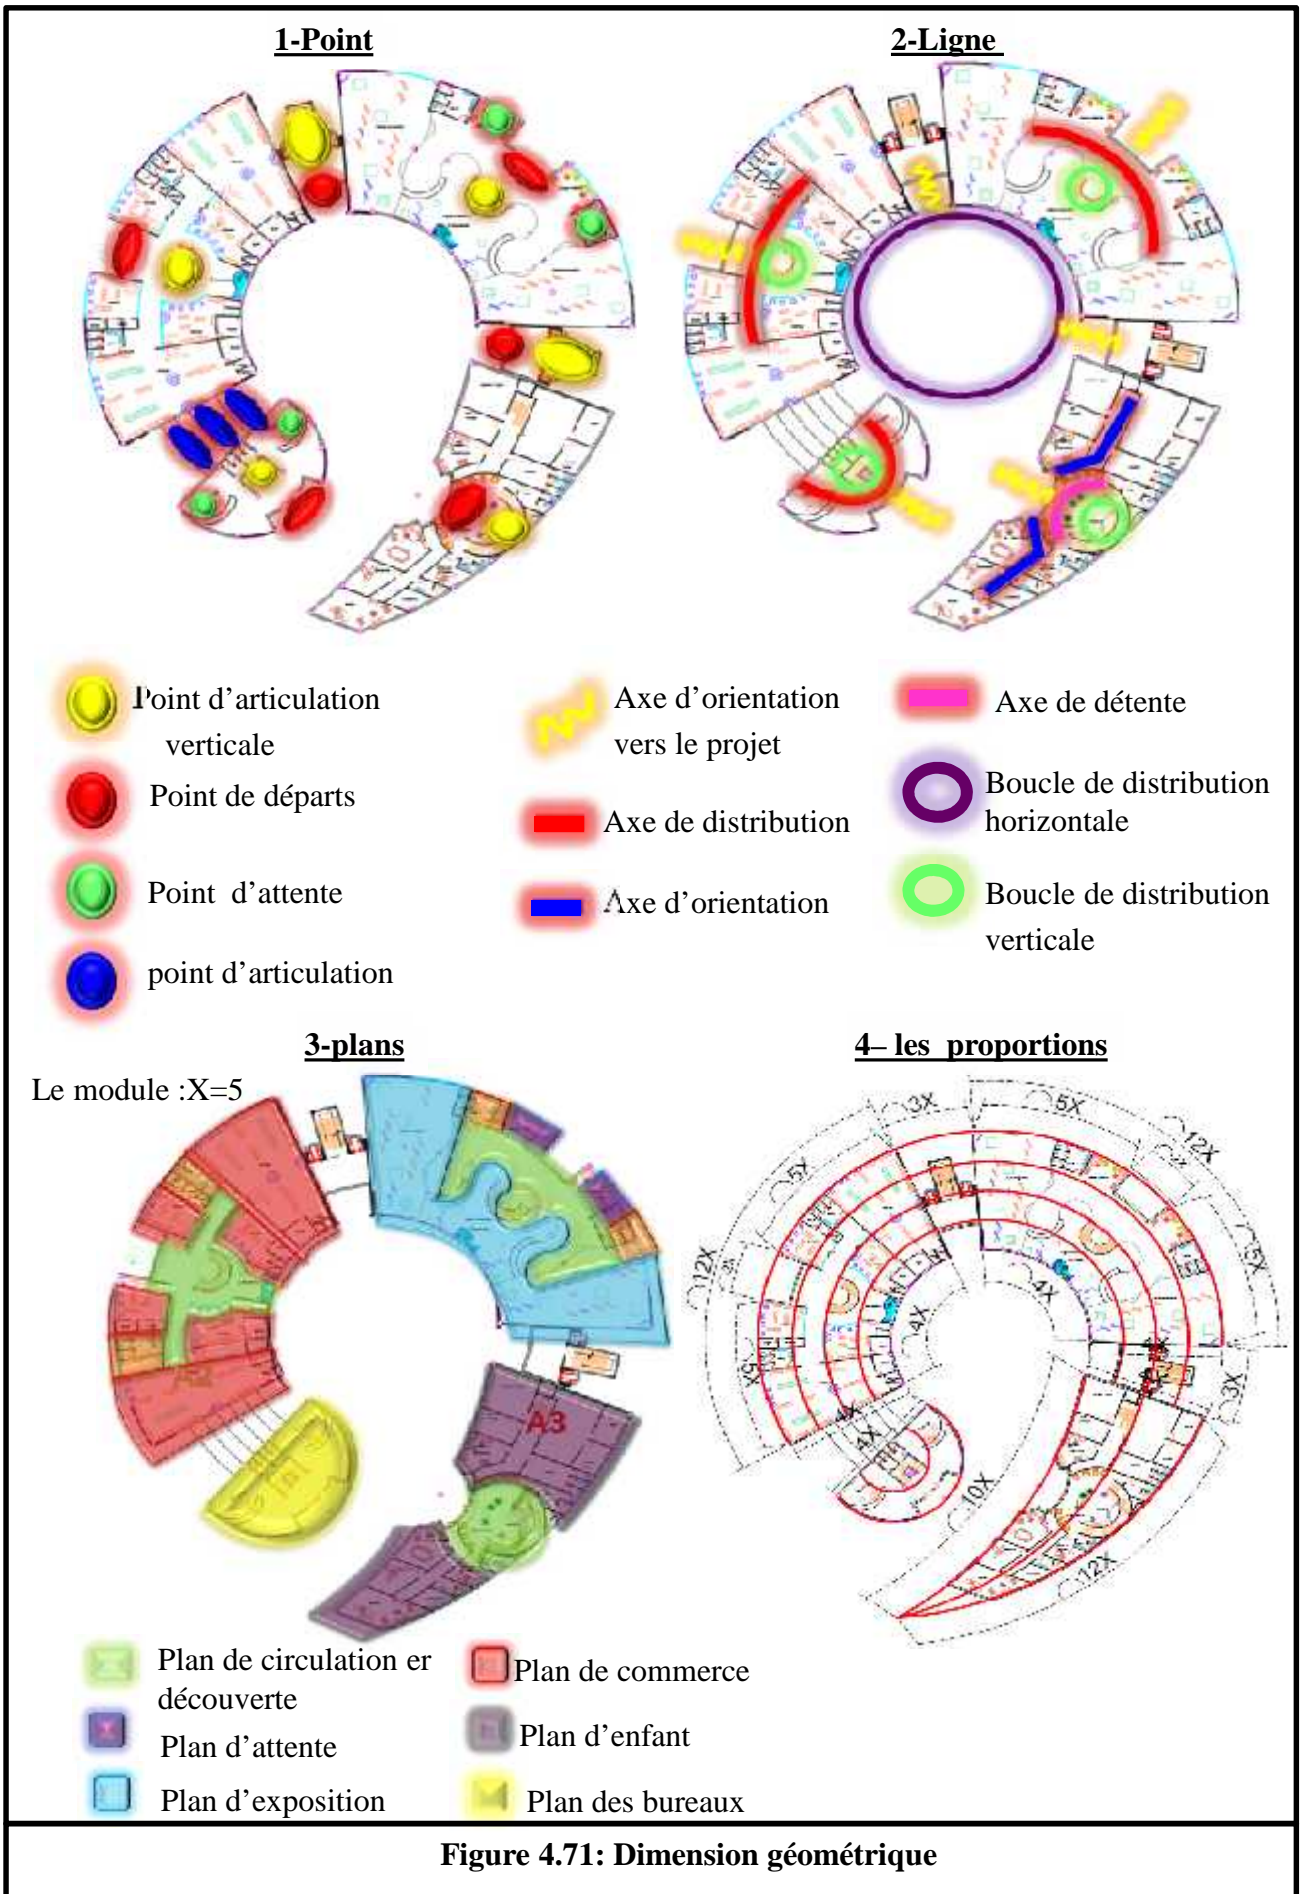 1-Point
2-Ligne
Point d’articulation
verticale
Point de départs
Point d’attente
point d’articulation
Axe d’orientation
vers le projet
Axe de distribution
Axe d’orientation
Axe de détente
Boucle de distribution
horizontale
Boucle de distribution
verticale
3-plans
4– les proportions
Le module :X=5
A3
3X
5X
12X
5X
5X
12X
5X
3X
4X
4X
4X
4X
10X
12X
Plan de circulation er
découverte
Plan d’attente
Plan d’exposition
Plan de commerce
Plan d’enfant
Plan des bureaux
Figure 4.71: Dimension géométrique